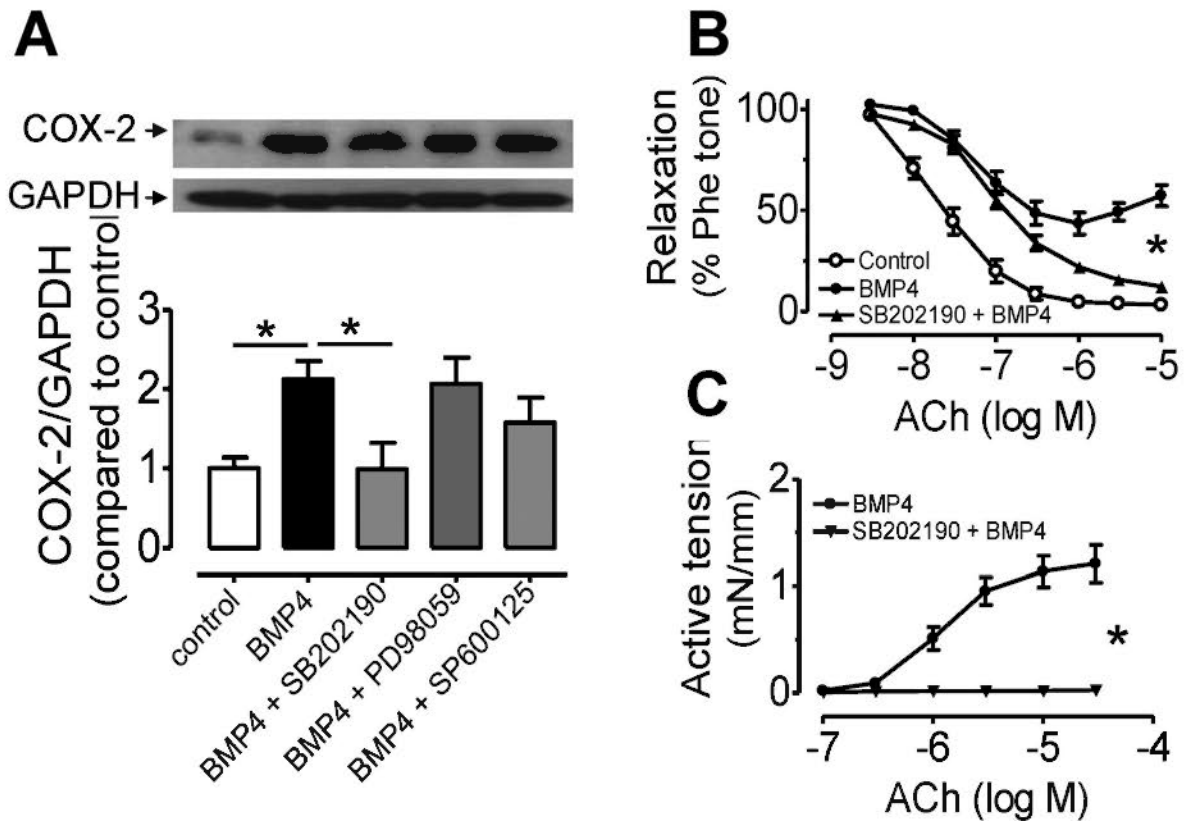 A
COX-2
GAPDH
COX-2/GAPDH
(compared to control)
3
2
1
0
* *
control
BMP4
BMP4 + SB202190
BMP4 + PD98059
BMP4 + SP600125
B
Relaxation
(% Phe tone)
100
50
0
Control
BMP4
SB202190 + BMP4
*
-9 -8 -7 -6 -5
ACh (log M)
C
Active tension
(mN/mm)
2
1
0
BMP4
SB202190 + BMP4
*
-7 -6 -5 -4
ACh (log M)